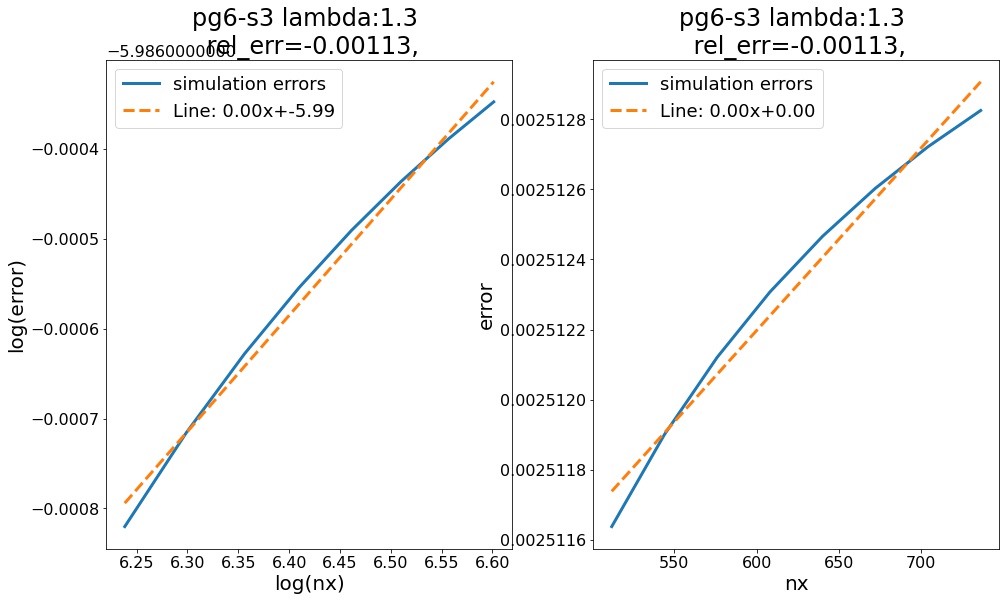 pg6-s3 lambda:1.3
rel_err=-0.00113,
−5.9860000000
simulation errors
Line: 0.00x+-5.99
−0.0004
−0.0005
−0.0006
−0.0007
−0.0008
log(error)
6.25 6.30 6.35 6.40 6.45 6.50 6.55 6.60
log(nx)
pg6-s3 lambda:1.3
rel_err=-0.00113,
simulation errors
Line: 0.00x+0.00
0.0025128
0.0025126
0.0025124
0.0025122
0.0025120
0.0025118
0.0025116
error
550 600 650 700
nx